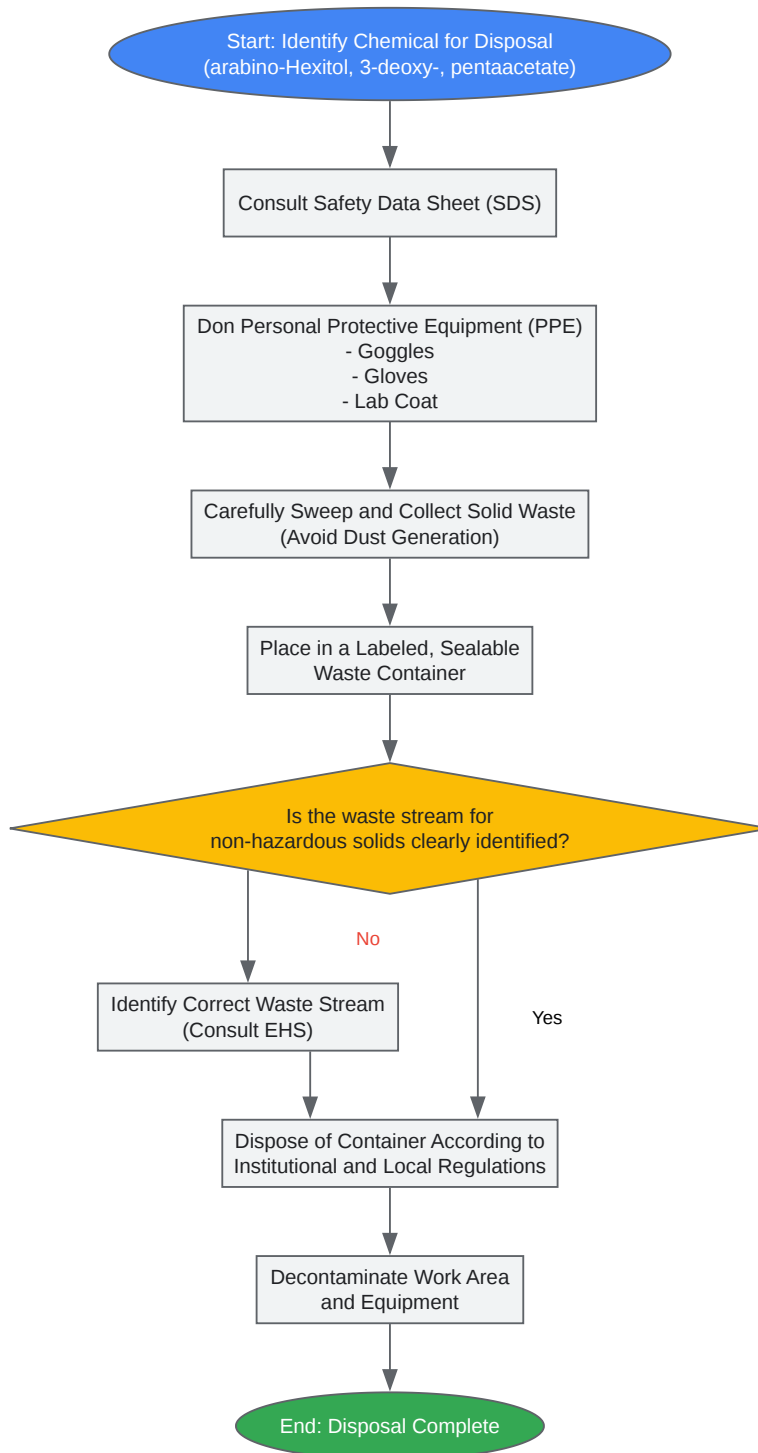 Start: Identify Chemical for Disposal
(arabino-Hexitol, 3-deoxy-, pentaacetate)
Consult Safety Data Sheet (SDS)
Don Personal Protective Equipment (PPE)
- Goggles
- Gloves
- Lab Coat
Carefully Sweep and Collect Solid Waste
(Avoid Dust Generation)
Place in a Labeled, Sealable
Waste Container
Is the waste stream for
non-hazardous solids clearly identified?
No
Identify Correct Waste Stream
(Consult EHS)
Yes
Dispose of Container According to
Institutional and Local Regulations
Decontaminate Work Area
and Equipment
End: Disposal Complete